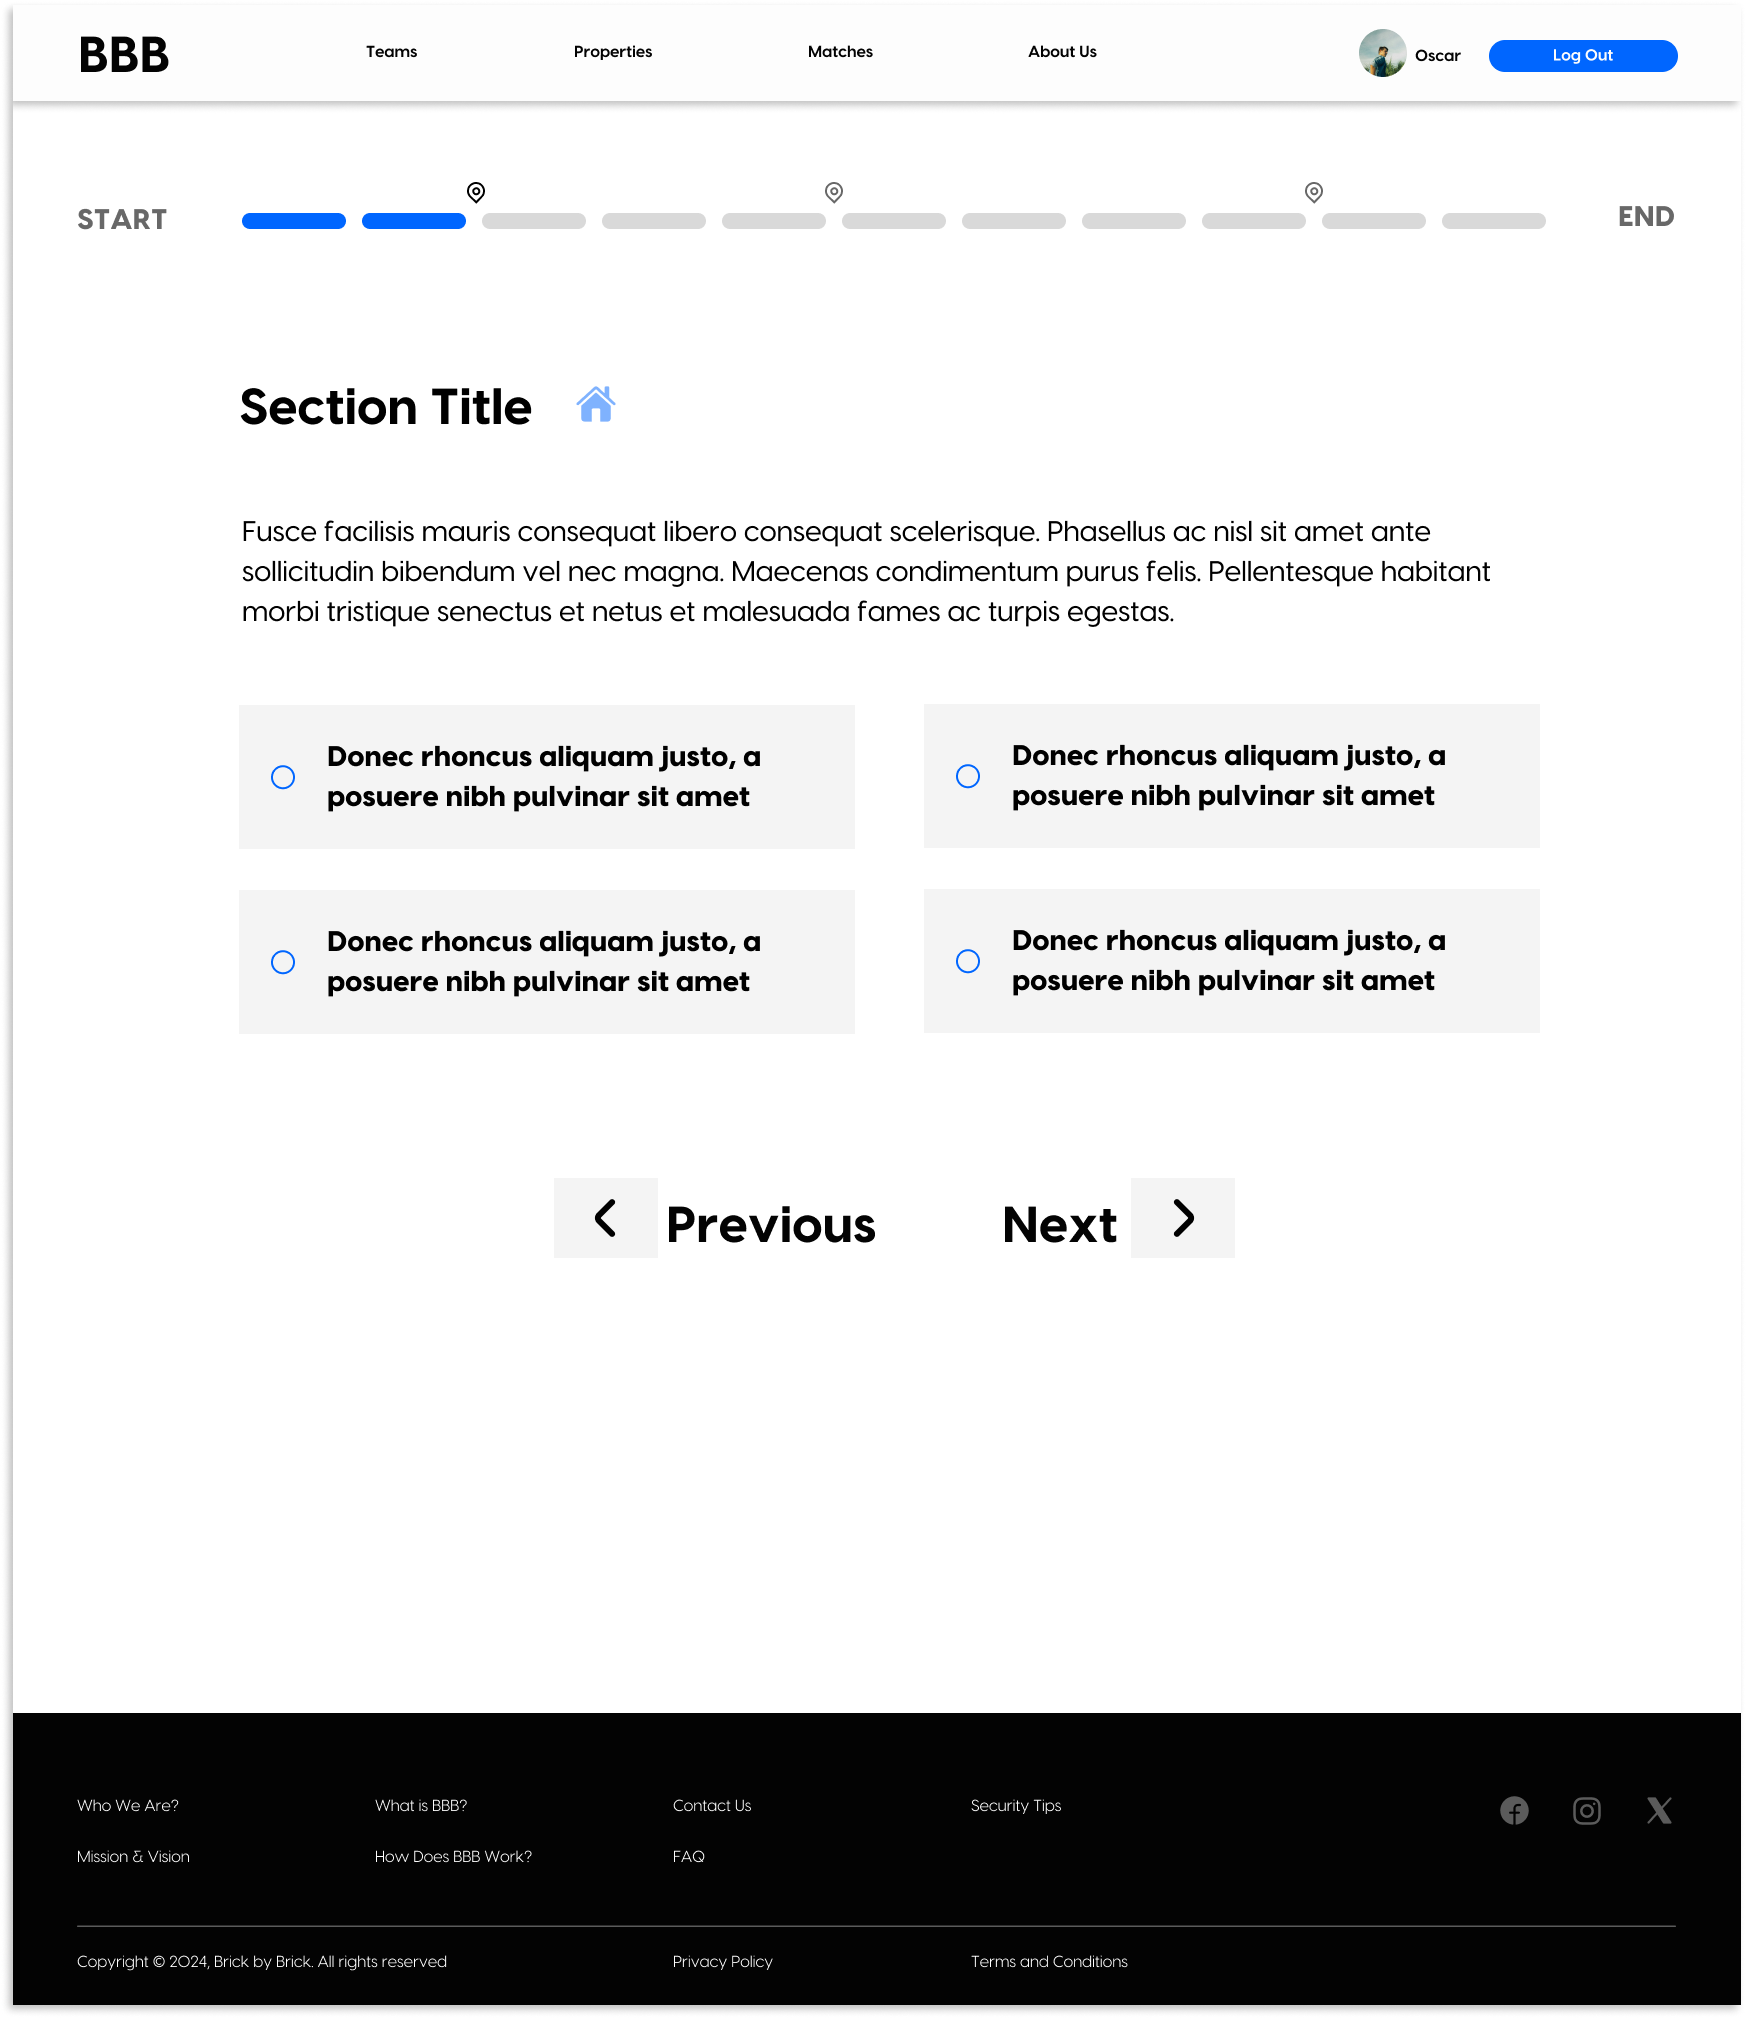 BBB
Teams
Properties
Matches
About Us
Oscar
Log Out
START
END
Section Title
Fusce facilisis mauris consequat libero consequat scelerisque. Phasellus ac nisl sit amet ante
sollicitudin bibendum vel nec magna. Maecenas condimentum purus felis. Pellentesque habitant
morbi tristique senectus et netus et malesuada fames ac turpis egestas.
Donec rhoncus aliquam justo, a
posuere nibh pulvinar sit amet
Donec rhoncus aliquam justo, a
posuere nibh pulvinar sit amet
Donec rhoncus aliquam justo, a
posuere nibh pulvinar sit amet
Donec rhoncus aliquam justo, a
posuere nibh pulvinar sit amet
Previous
Next
Who We Are?
What is BBB?
Contact Us
Security Tips
Mission & Vision
How Does BBB Work?
FAQ
Copyright © 2024, Brick by Brick. All rights reserved
Privacy Policy
Terms and Conditions